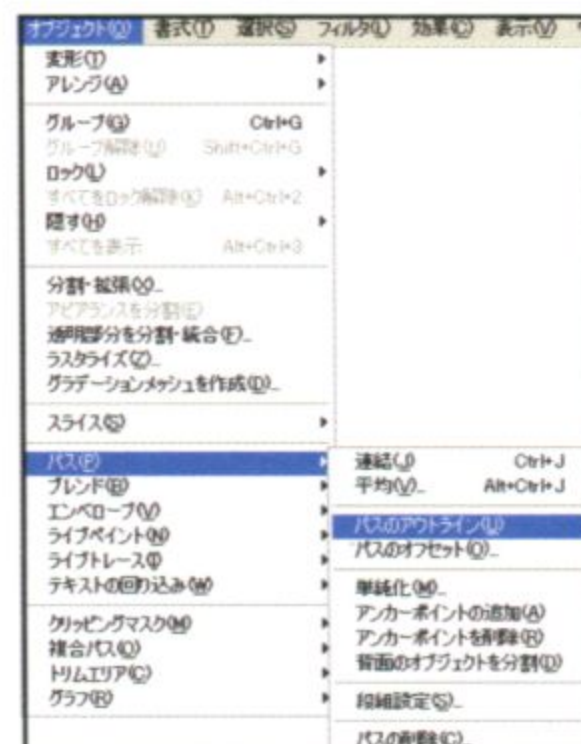 オブジェクト(O) 書式(T) 選択(S) フィルタ(L) 効果(C) 表示(V)
変形(T)
アレンジ(A)
グループ(G) Ctrl+G
グループ解除(U) Shift+Ctrl+G
ロック(L)
すべてをロック解除(K) Alt+Ctrl+2
隠す(H)
すべてを表示 Alt+Ctrl+3
分割・拡張(X)...
アピアランスを分割(E)
透明部分を分割・統合(F)...
ラスタライズ(Z)...
グラデーションメッシュを作成(D)...
スライス(S)
パス(P)
ブレンド(B)
エンベロープ(V)
ライブペイント(N)
ライブトレース(I)
テキストの回り込み(W)
クリッピングマスク(M)
複合パス(O)
トリムエリア(C)
グラフ(R)
連結(J) Ctrl+J
平均(V)... Alt+Ctrl+J
パスのアウトライン(U)
パスのオフセット(O)...
単純化(M)...
アンカーポイントの追加(A)
アンカーポイントを削除(R)
背面のオブジェクトを分割(D)
段組設定(S)...
パスの削除(C)...